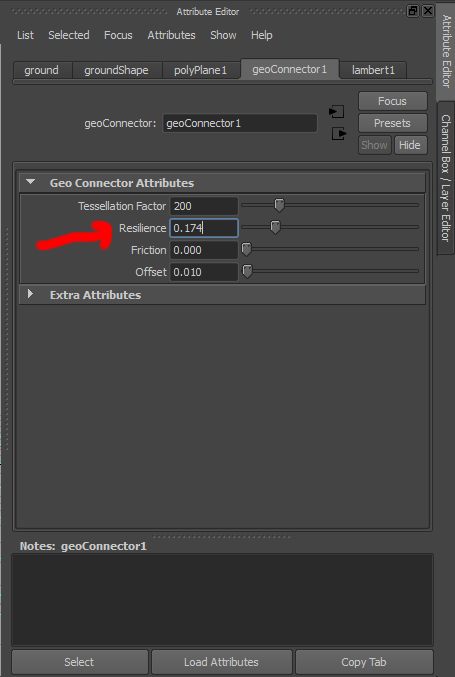 Attribute Editor
List Selected Focus Attributes Show Help
ground groundShape polyPlane1 geoConnector1 lambert1
Focus
geoConnector: geoConnector1 Presets
Show Hide
Geo Connector Attributes
Tessellation Factor 200
Resilience 0.174
Friction 0.000
Offset 0.010
Extra Attributes
Notes: geoConnector1
Select Load Attributes Copy Tab
Attribute Editor
Channel Box / Layer Editor